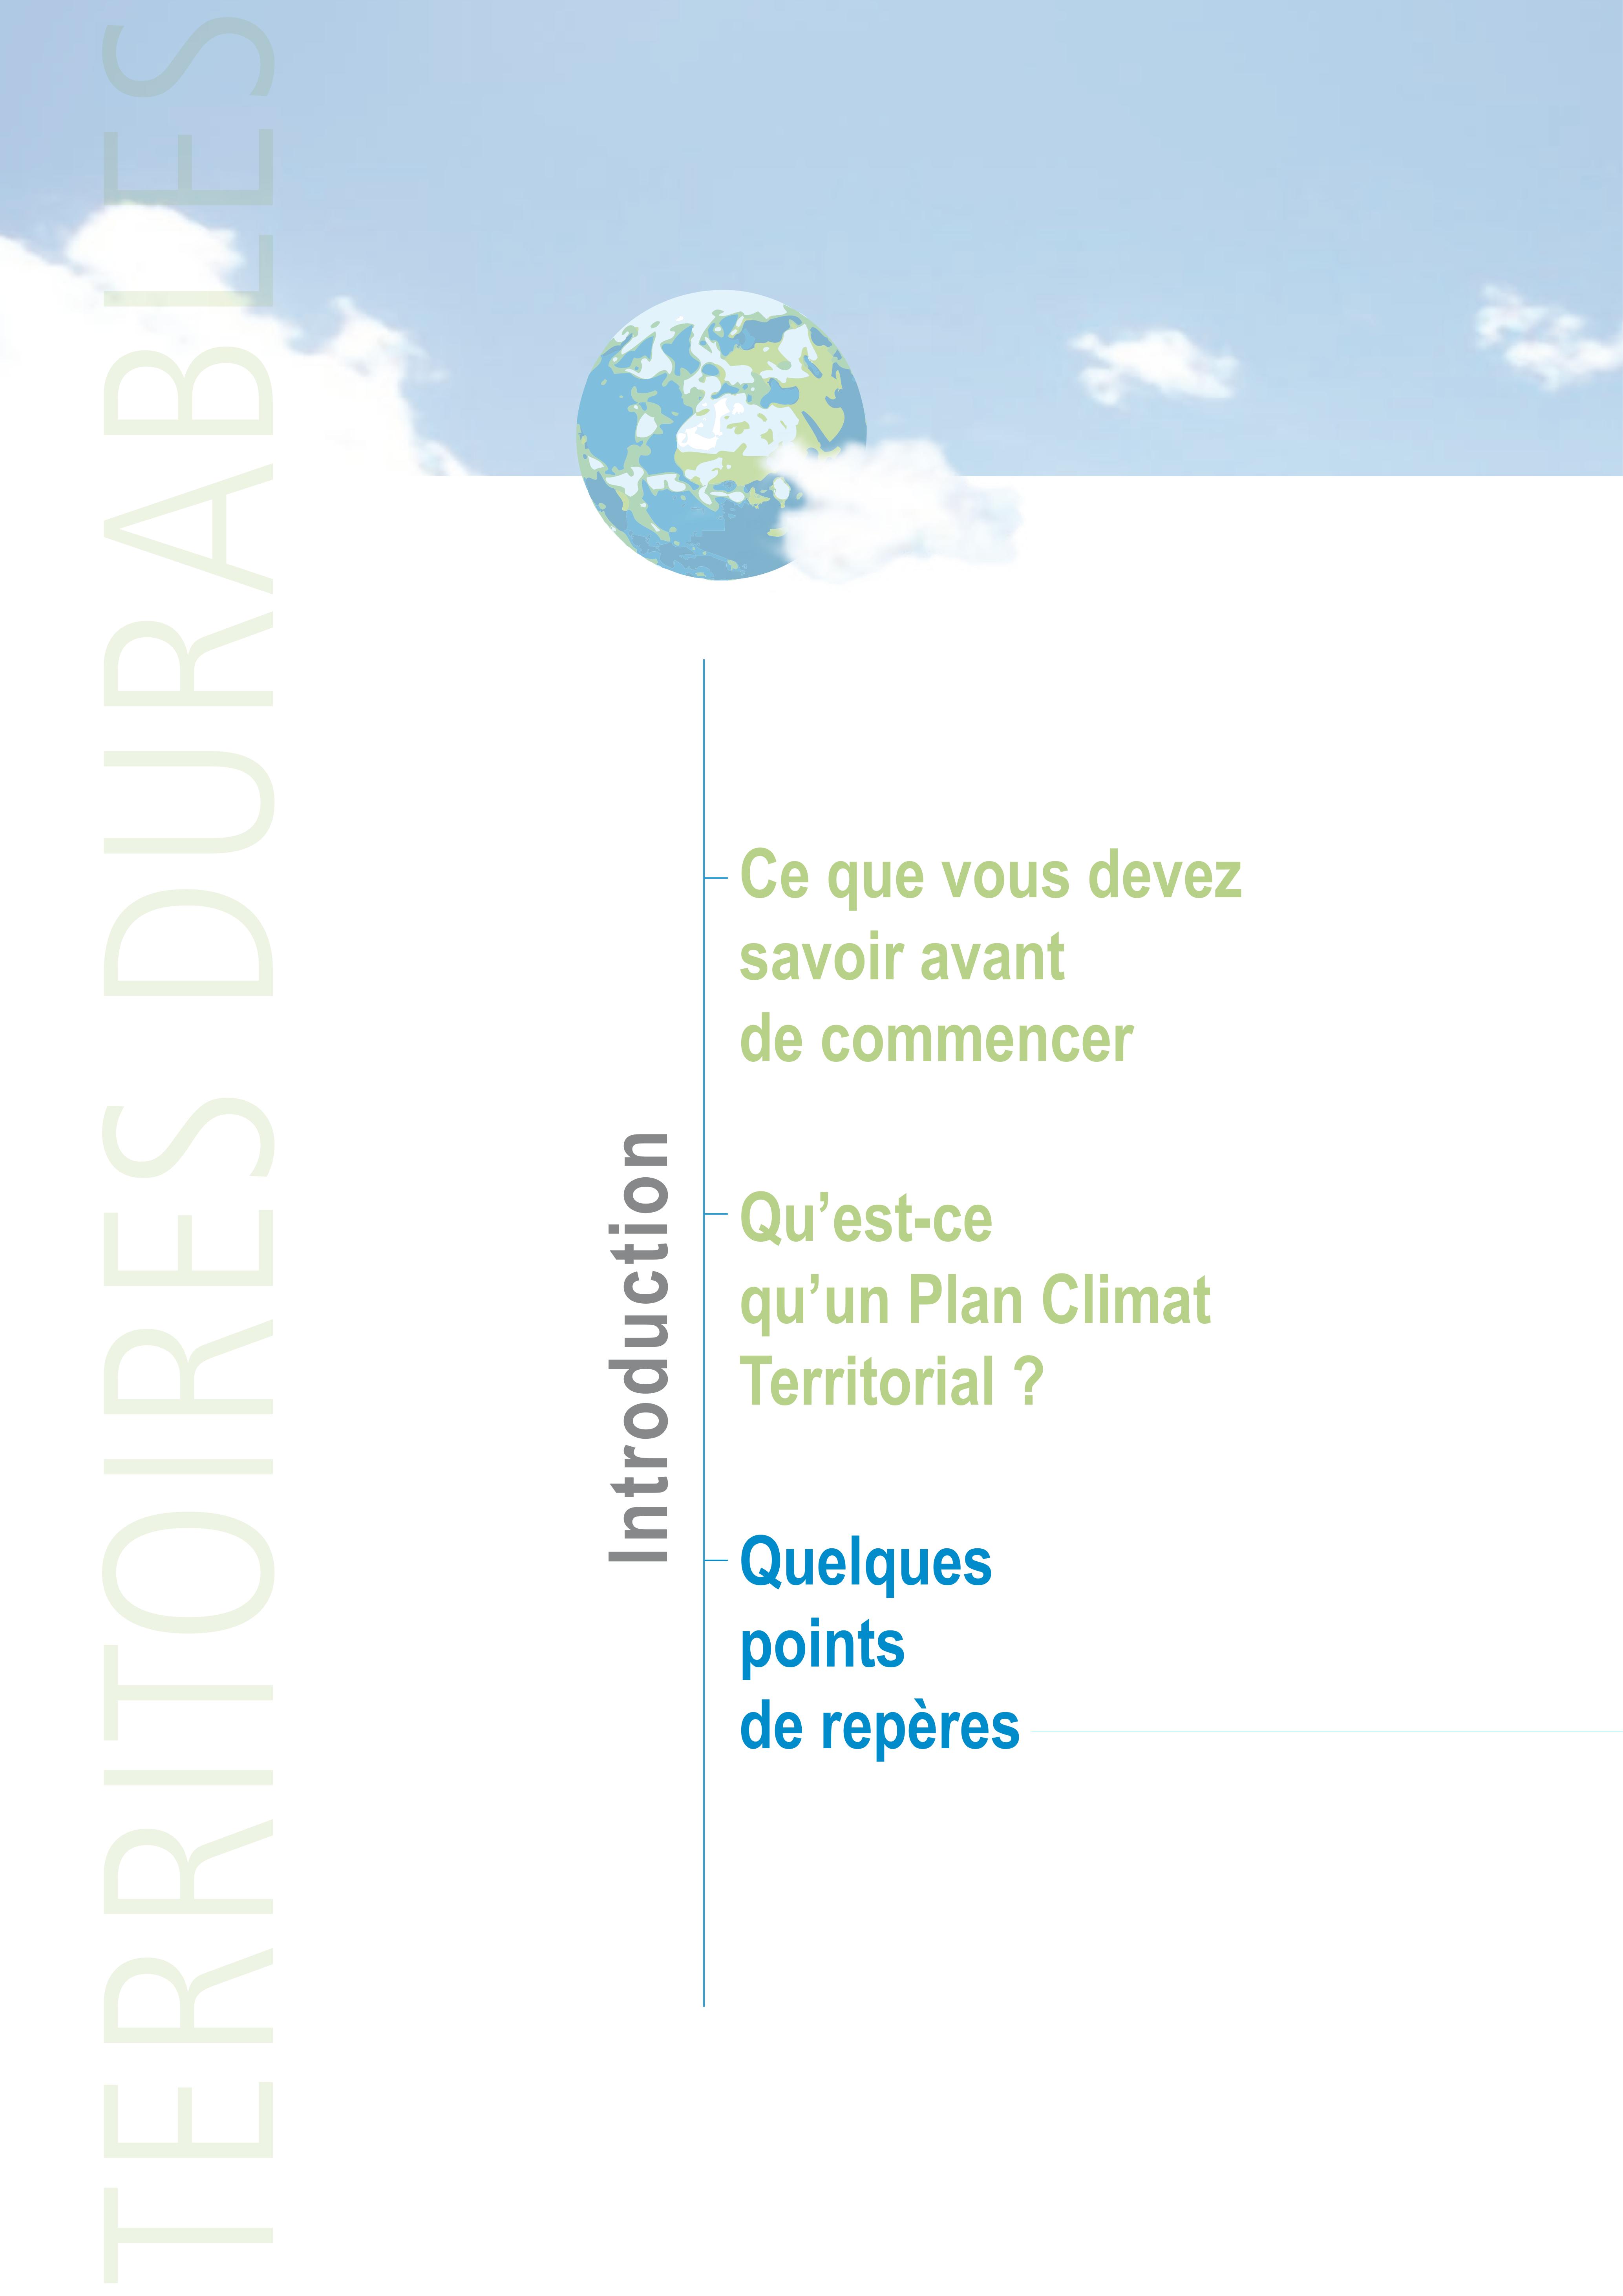 TERRITOIRES DURABLES
Introduction
Ce que vous devez
savoir avant
de commencer
Qu’est-ce
qu’un Plan Climat
Territorial ?
Quelques
points
de repères